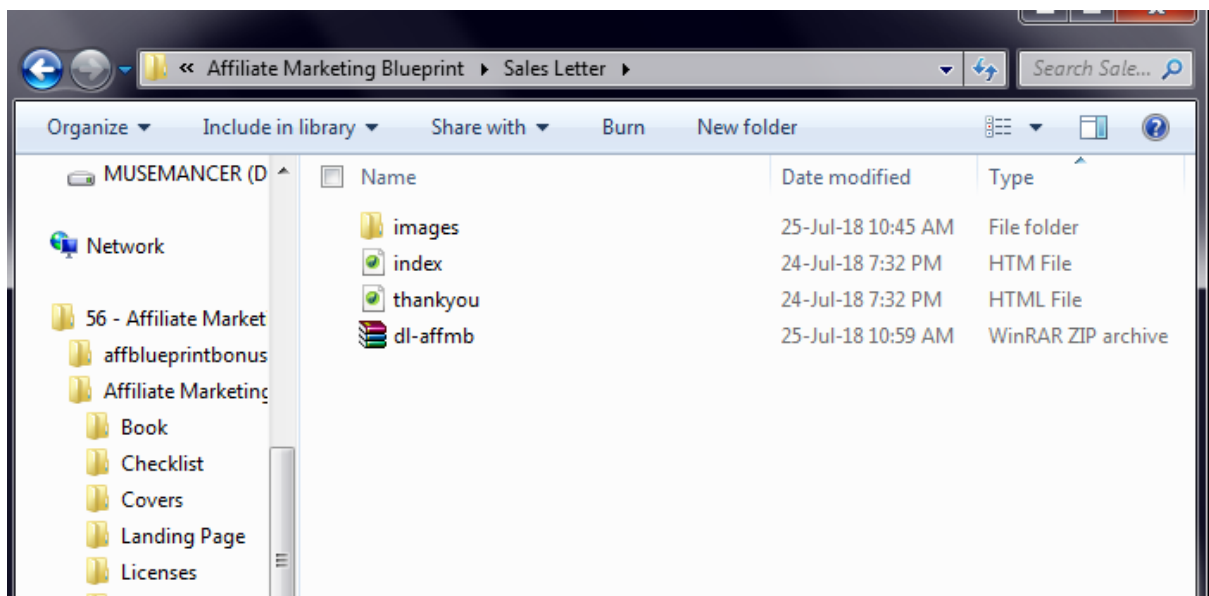 « Affiliate Marketing Blueprint ▸ Sales Letter ▸ Search Sale...
Organize Include in library Share with Burn New folder
MUSEMANCER (D
Network
56 - Affiliate Market
affblueprintbonus
Affiliate Marketing
Book
Checklist
Covers
Landing Page
Licenses
Name Date modified Type
images 25-Jul-18 10:45 AM File folder
index 24-Jul-18 7:32 PM HTM File
thankyou 24-Jul-18 7:32 PM HTML File
dl-affmb 25-Jul-18 10:59 AM WinRAR ZIP archive